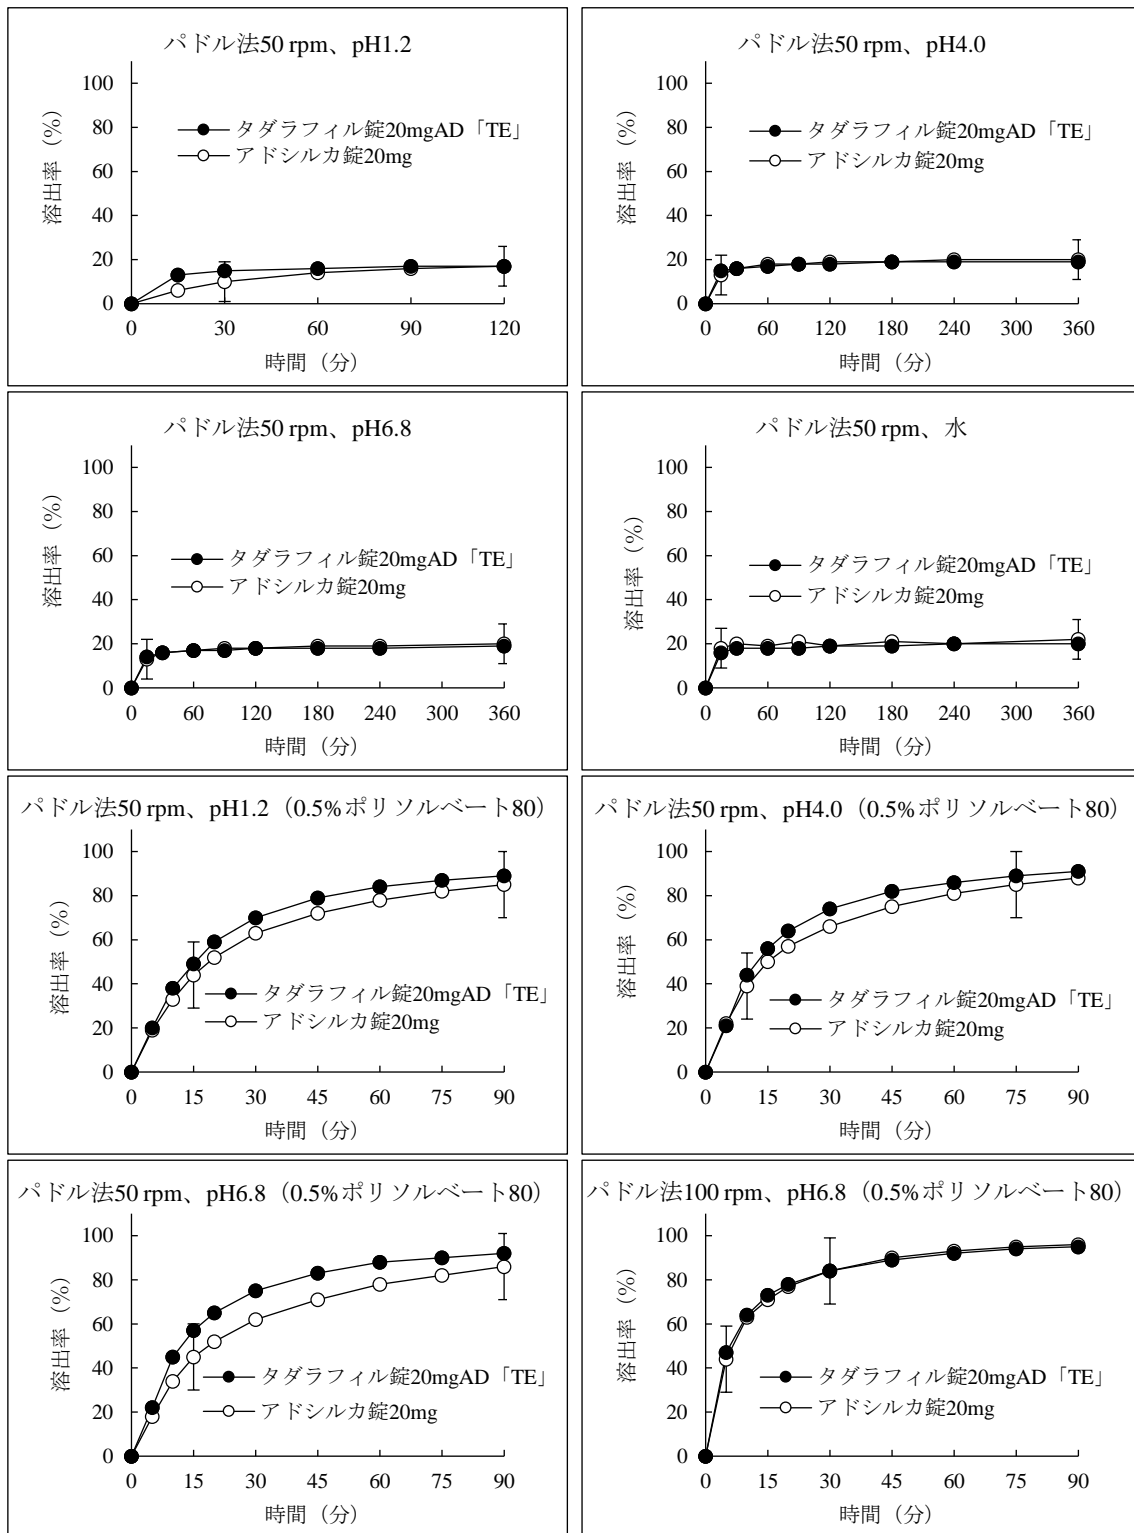 パドル法50 rpm、pH1.2
100
80
60
40
20
0
溶出率（%）
タダラフィル錠20mgAD「TE」
アドシルカ錠20mg
0 30 60 90 120
時間（分）
パドル法50 rpm、pH4.0
100
80
60
40
20
0
溶出率（%）
タダラフィル錠20mgAD「TE」
アドシルカ錠20mg
0 60 120 180 240 300 360
時間（分）
パドル法50 rpm、pH6.8
100
80
60
40
20
0
溶出率（%）
タダラフィル錠20mgAD「TE」
アドシルカ錠20mg
0 60 120 180 240 300 360
時間（分）
パドル法50 rpm、水
100
80
60
40
20
0
溶出率（%）
タダラフィル錠20mgAD「TE」
アドシルカ錠20mg
0 60 120 180 240 300 360
時間（分）
パドル法50 rpm、pH1.2（0.5%ポリソルベート80）
100
80
60
40
20
0
溶出率（%）
タダラフィル錠20mgAD「TE」
アドシルカ錠20mg
0 15 30 45 60 75 90
時間（分）
パドル法50 rpm、pH4.0（0.5%ポリソルベート80）
100
80
60
40
20
0
溶出率（%）
タダラフィル錠20mgAD「TE」
アドシルカ錠20mg
0 15 30 45 60 75 90
時間（分）
パドル法50 rpm、pH6.8（0.5%ポリソルベート80）
100
80
60
40
20
0
溶出率（%）
タダラフィル錠20mgAD「TE」
アドシルカ錠20mg
0 15 30 45 60 75 90
時間（分）
パドル法100 rpm、pH6.8（0.5%ポリソルベート80）
100
80
60
40
20
0
溶出率（%）
タダラフィル錠20mgAD「TE」
アドシルカ錠20mg
0 15 30 45 60 75 90
時間（分）